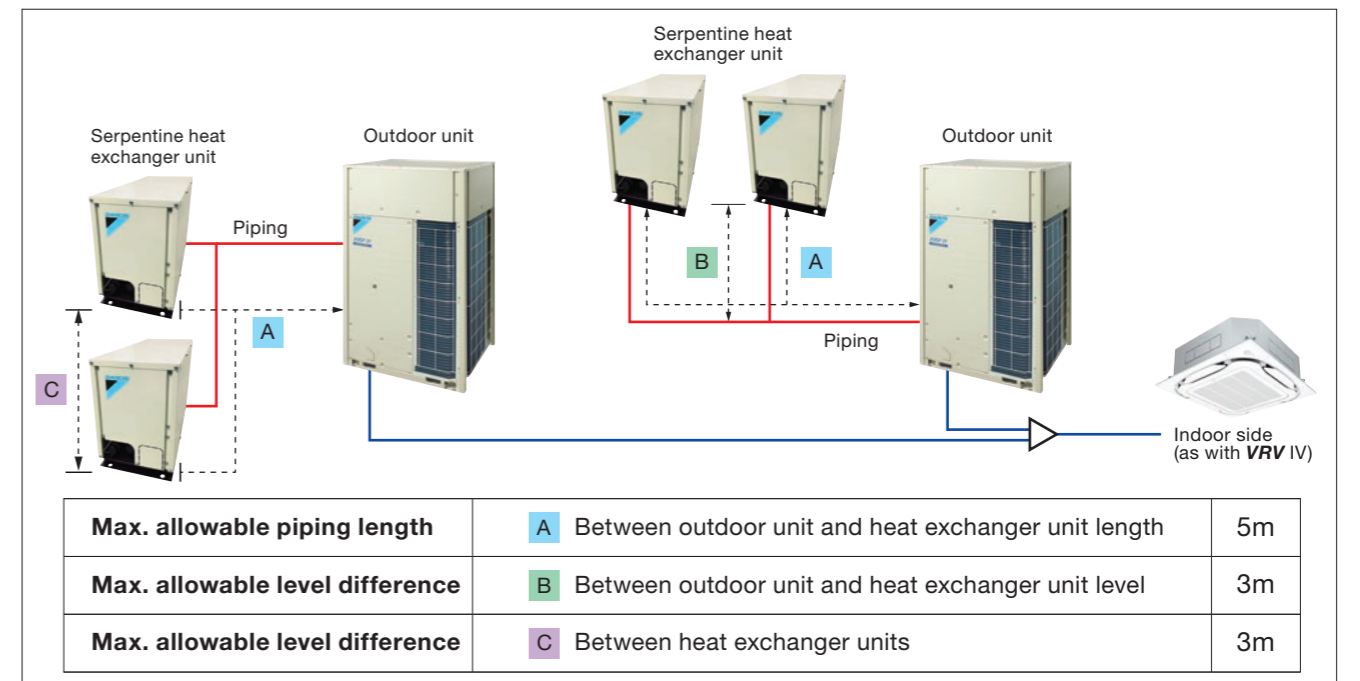 Serpentine heat
exchanger unit
Serpentine heat
exchanger unit
Outdoor unit
Outdoor unit
Piping
B
A
A
C
Piping
Indoor side
(as with VRV IV)
Max. allowable piping length A Between outdoor unit and heat exchanger unit length 5m
Max. allowable level difference B Between outdoor unit and heat exchanger unit level 3m
Max. allowable level difference C Between heat exchanger units 3m